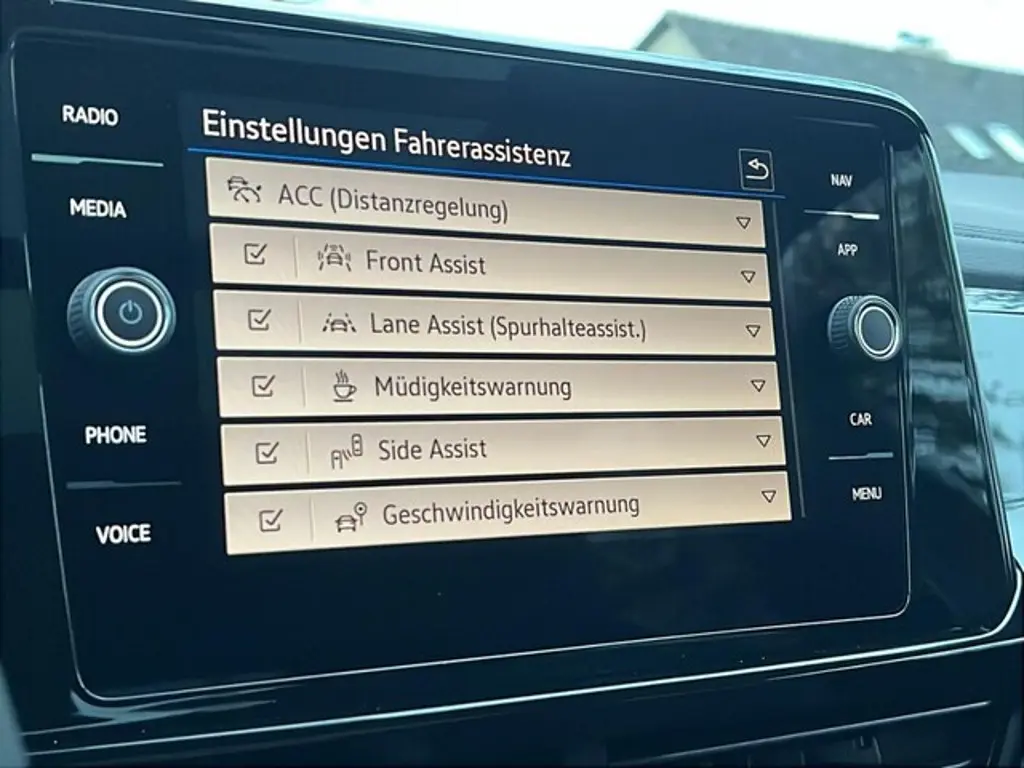 RADIO
MEDIA
PHONE
VOICE
Einstellungen Fahrerassistenz
ACC (Distanzregelung)
Front Assist
Lane Assist (Spurhalteassist.)
Müdigkeitswarnung
Side Assist
Geschwindigkeitswarnung
NAV
APP
CAR
MENU